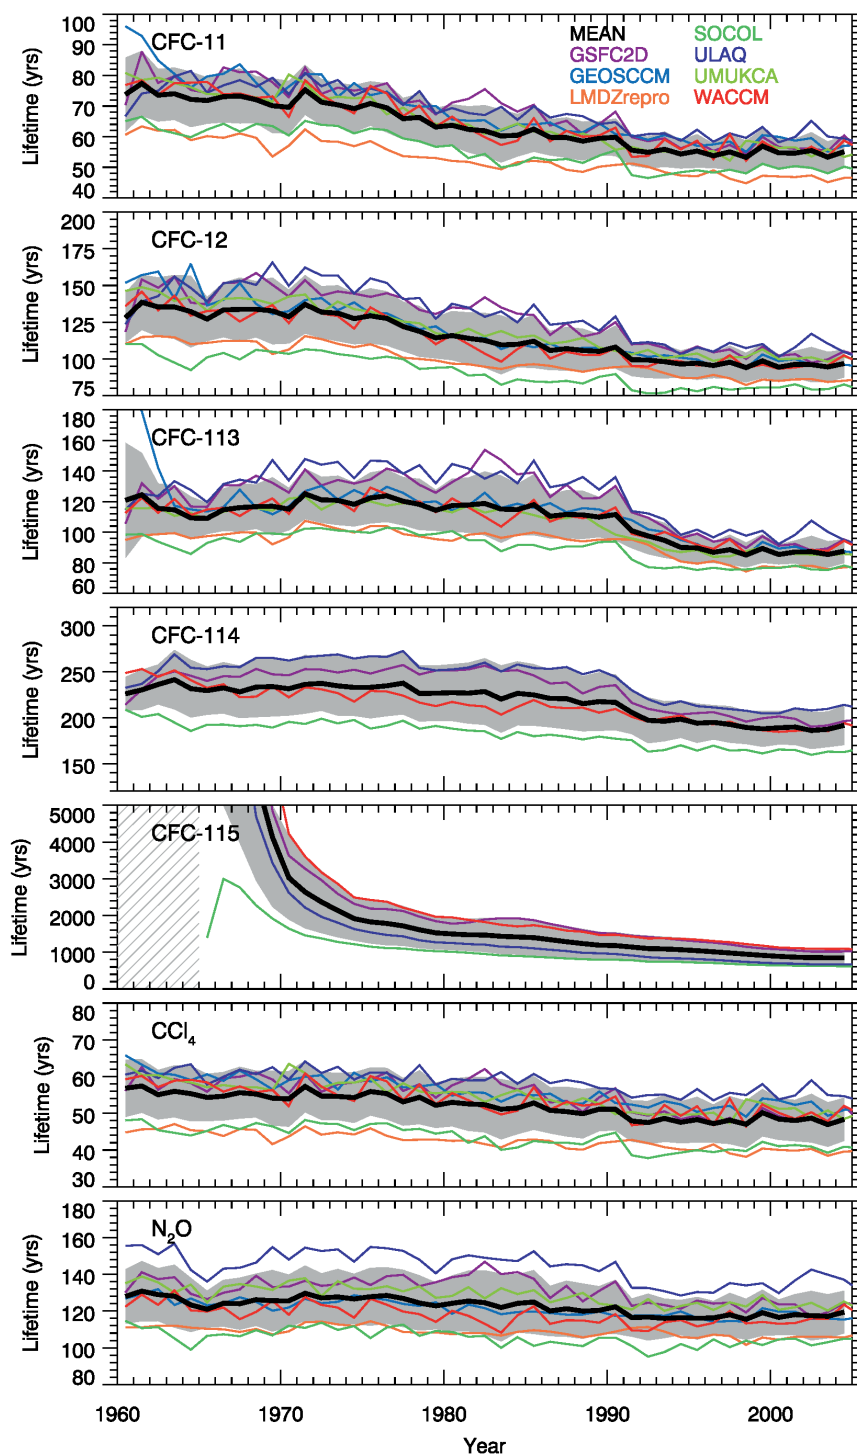 100
90
80
70
60
50
40
Lifetime (yrs)
CFC-11
MEAN
GSFC2D
GEOSCCM
LMDZrepro
SOCOL
ULAQ
UMUKCA
WACCM
200
175
150
125
100
75
Lifetime (yrs)
CFC-12
180
160
140
120
100
80
60
Lifetime (yrs)
CFC-113
300
250
200
150
Lifetime (yrs)
CFC-114
5000
4000
3000
2000
1000
0
Lifetime (yrs)
CFC-115
80
70
60
50
40
30
Lifetime (yrs)
CCl4
180
160
140
120
100
80
Lifetime (yrs)
N2O
1960
1970
1980
1990
2000
Year